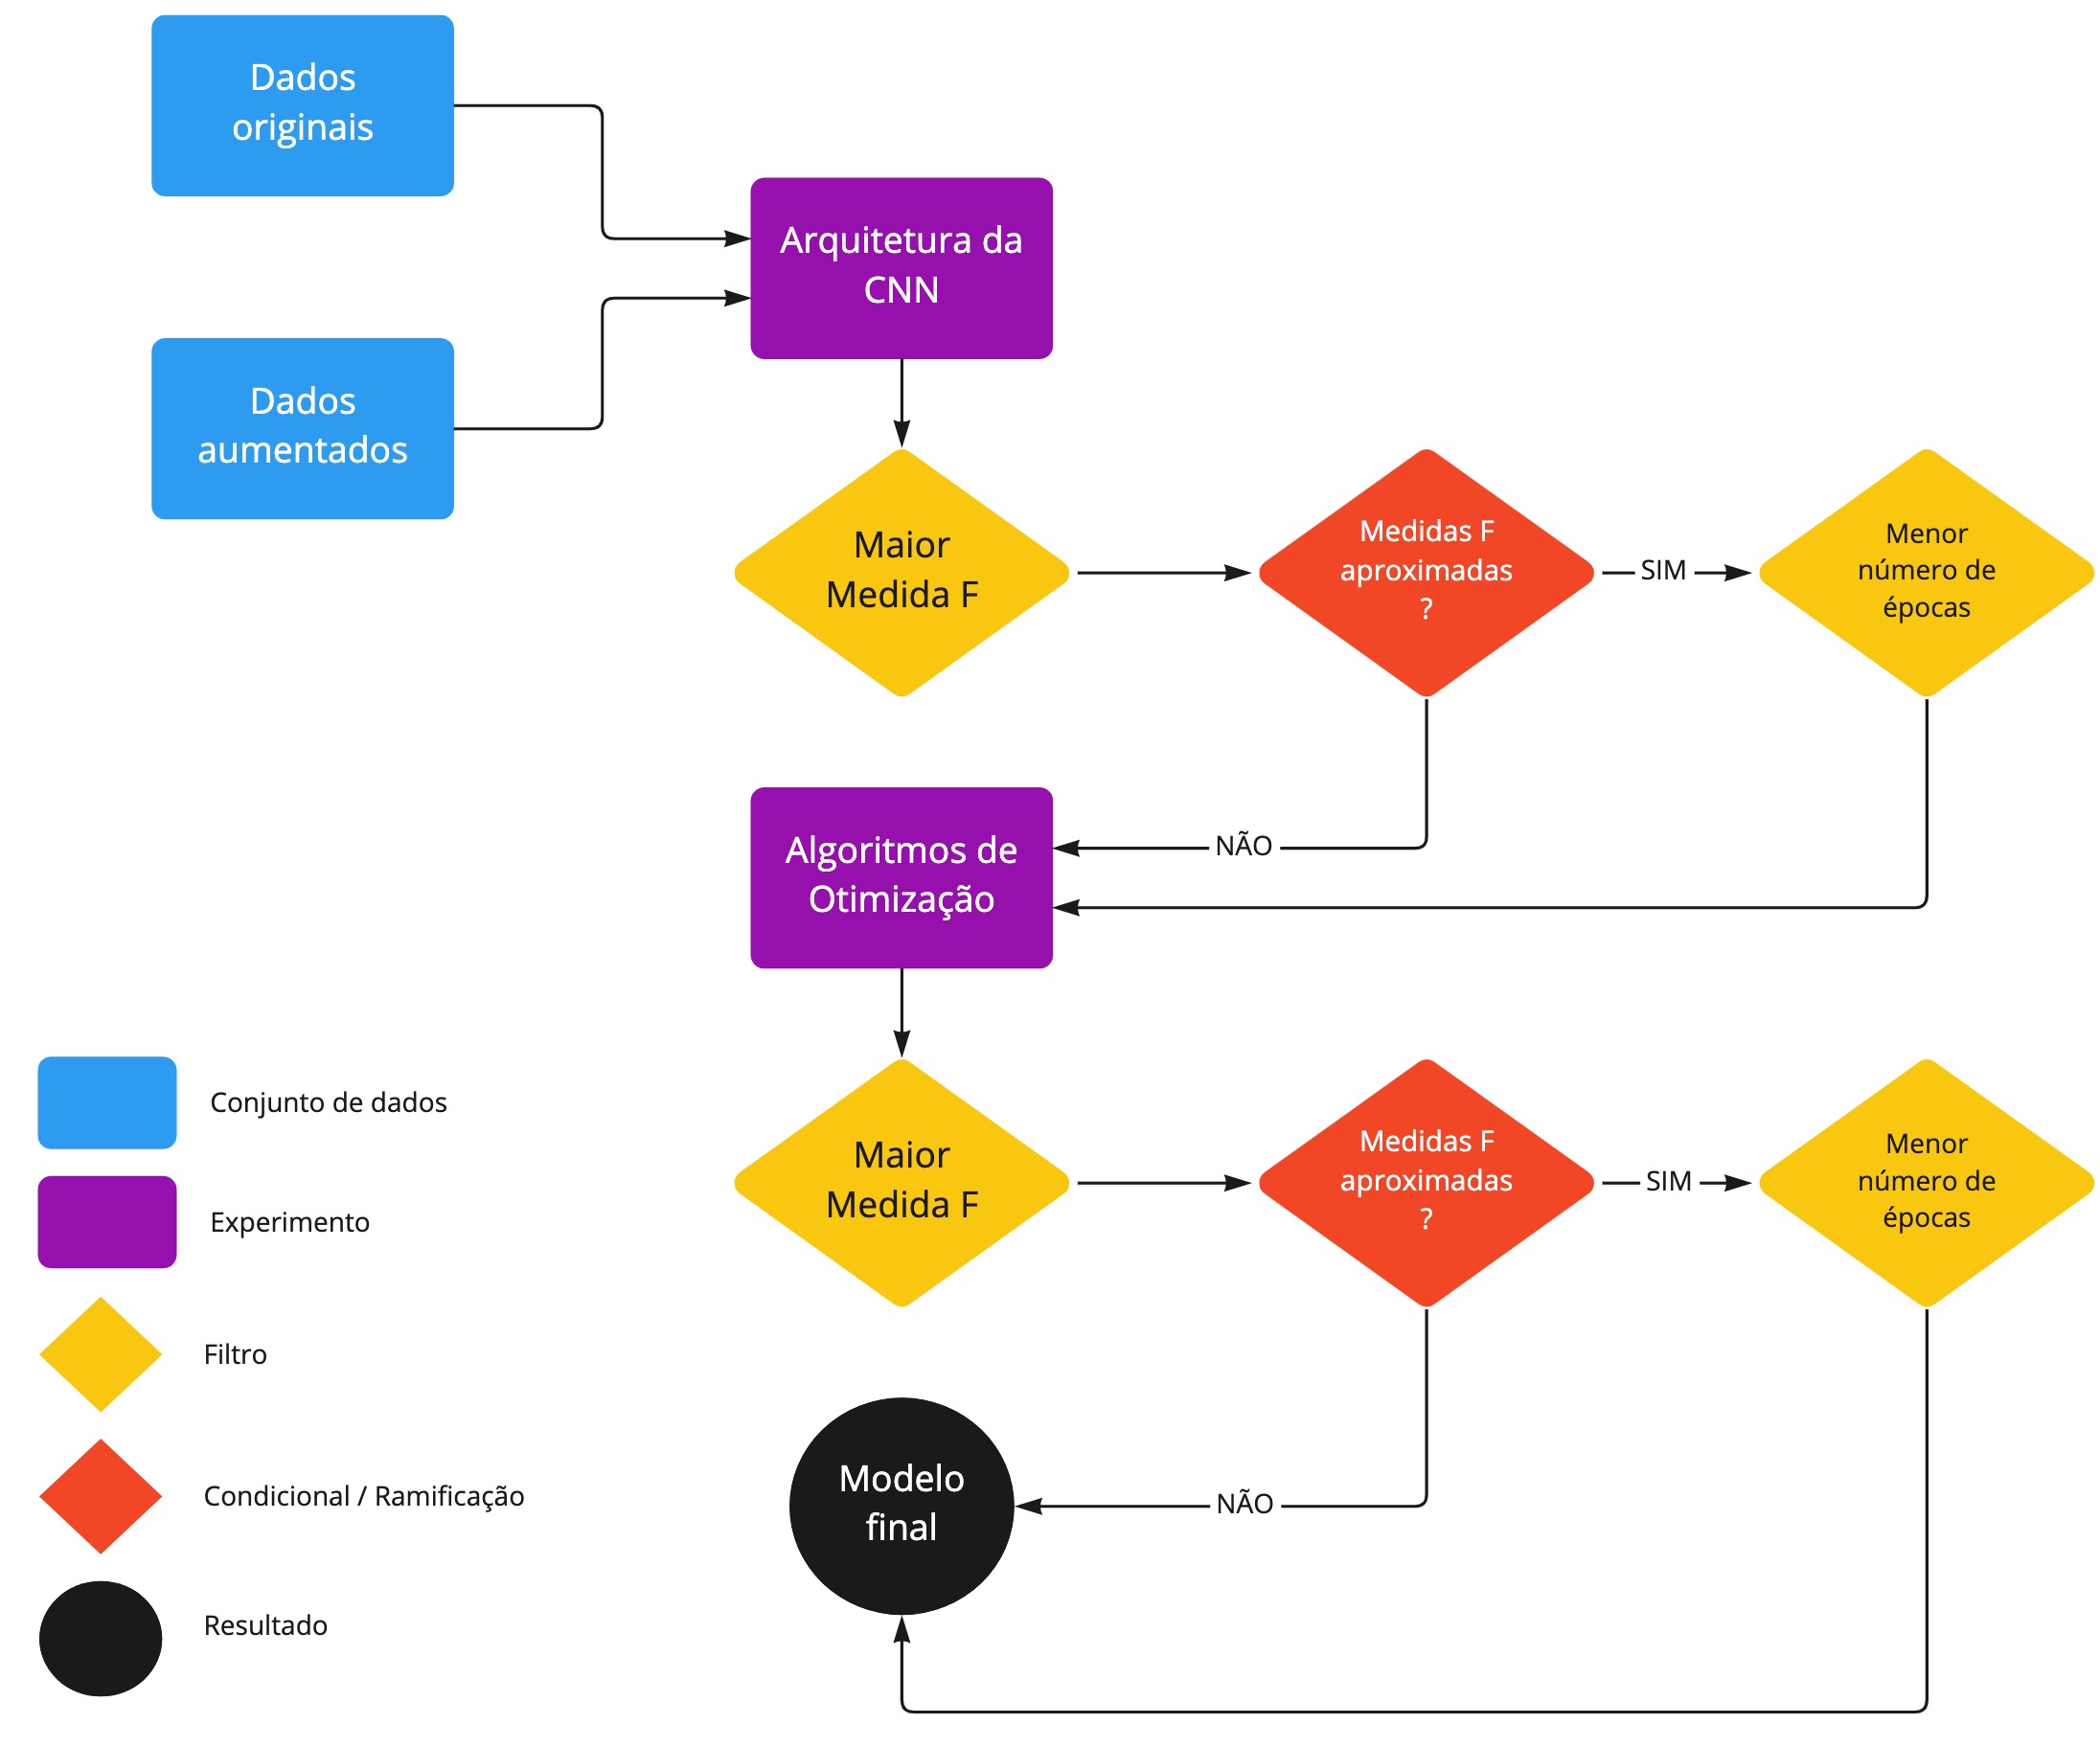 Dados
originais
Arquitetura da
CNN
Dados
aumentados
Maior
Medida F
Medidas F
aproximadas
?
SIM
Menor
número de
épocas
Algoritmos de
Otimização
NÃO
Maior
Medida F
Medidas F
aproximadas
?
SIM
Menor
número de
épocas
Modelo
final
NÃO
Conjunto de dados
Experimento
Filtro
Condicional / Ramificação
Resultado